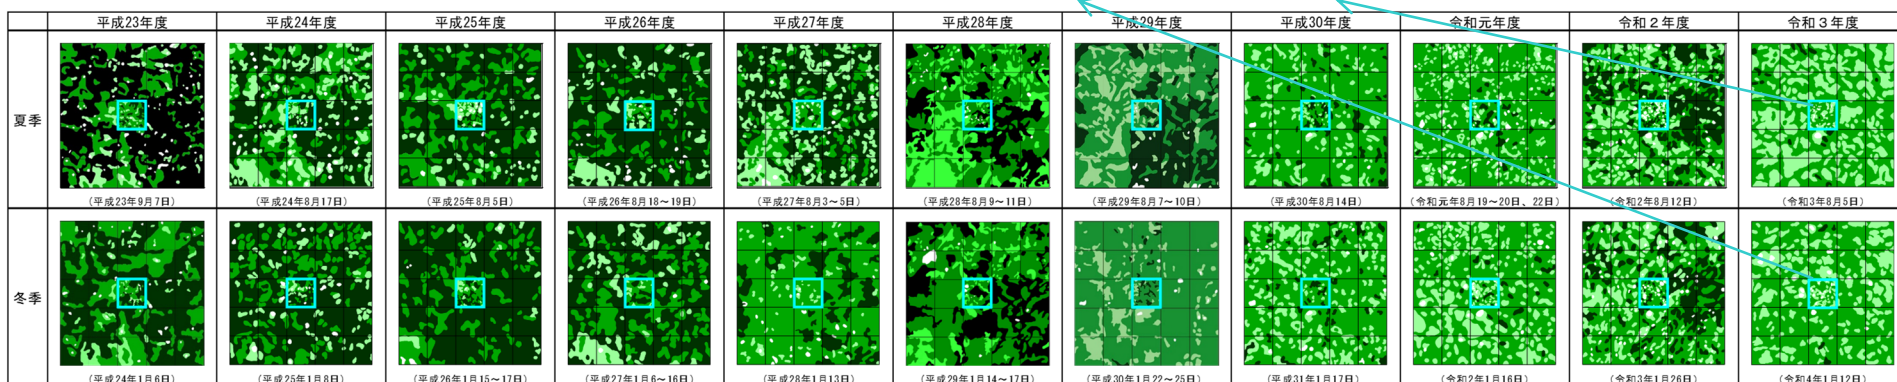 平成23年度 平成24年度 平成25年度 平成26年度 平成27年度 平成28年度 平成29年度 平成30年度 令和元年度 令和2年度 令和3年度
夏季
(平成23年9月7日) (平成24年8月17日) (平成25年8月5日) (平成26年8月18~19日) (平成27年8月3~5日) (平成28年8月9~11日) (平成29年8月7~10日) (平成30年8月14日) (令和元年8月19~20日、22日) (令和2年8月12日) (令和3年8月5日)
冬季
(平成24年1月6日) (平成25年1月8日) (平成26年1月15~17日) (平成27年1月6~16日) (平成28年1月13日) (平成29年1月14~17日) (平成30年1月22~25日) (平成31年1月17日) (令和2年1月16日) (令和3年1月26日) (令和4年1月12日)